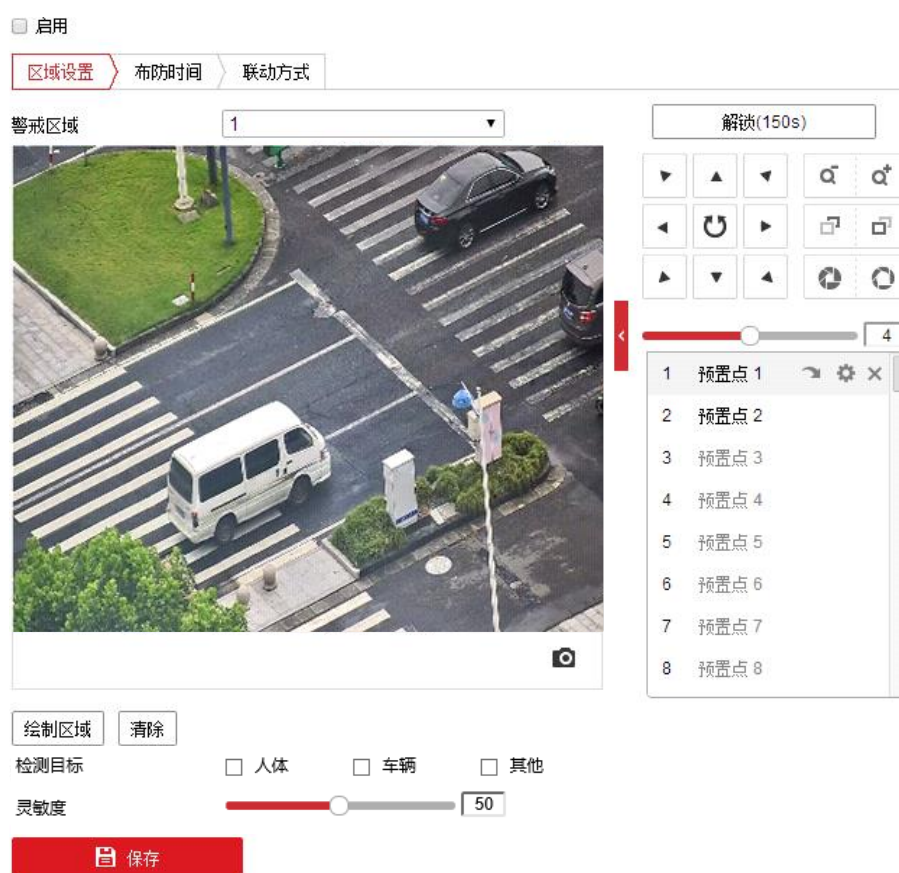 启用
区域设置 布防时间 联动方式
警戒区域 1 解锁(150s)
4
1 预置点 1
2 预置点 2
3 预置点 3
4 预置点 4
5 预置点 5
6 预置点 6
7 预置点 7
8 预置点 8
绘制区域 清除
检测目标 人体 车辆 其他
灵敏度 50
保存